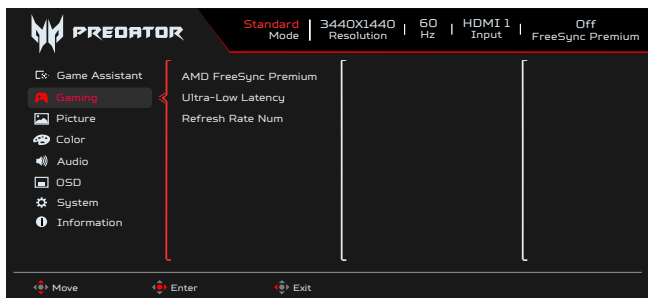 PREDATOR
Standard Mode
3440X1440 Resolution
60 Hz
HDMI 1 Input
Off FreeSync Premium
Game Assistant
Gaming
Picture
Color
Audio
OSD
System
Information
AMD FreeSync Premium
Ultra-Low Latency
Refresh Rate Num
Move
Enter
Exit